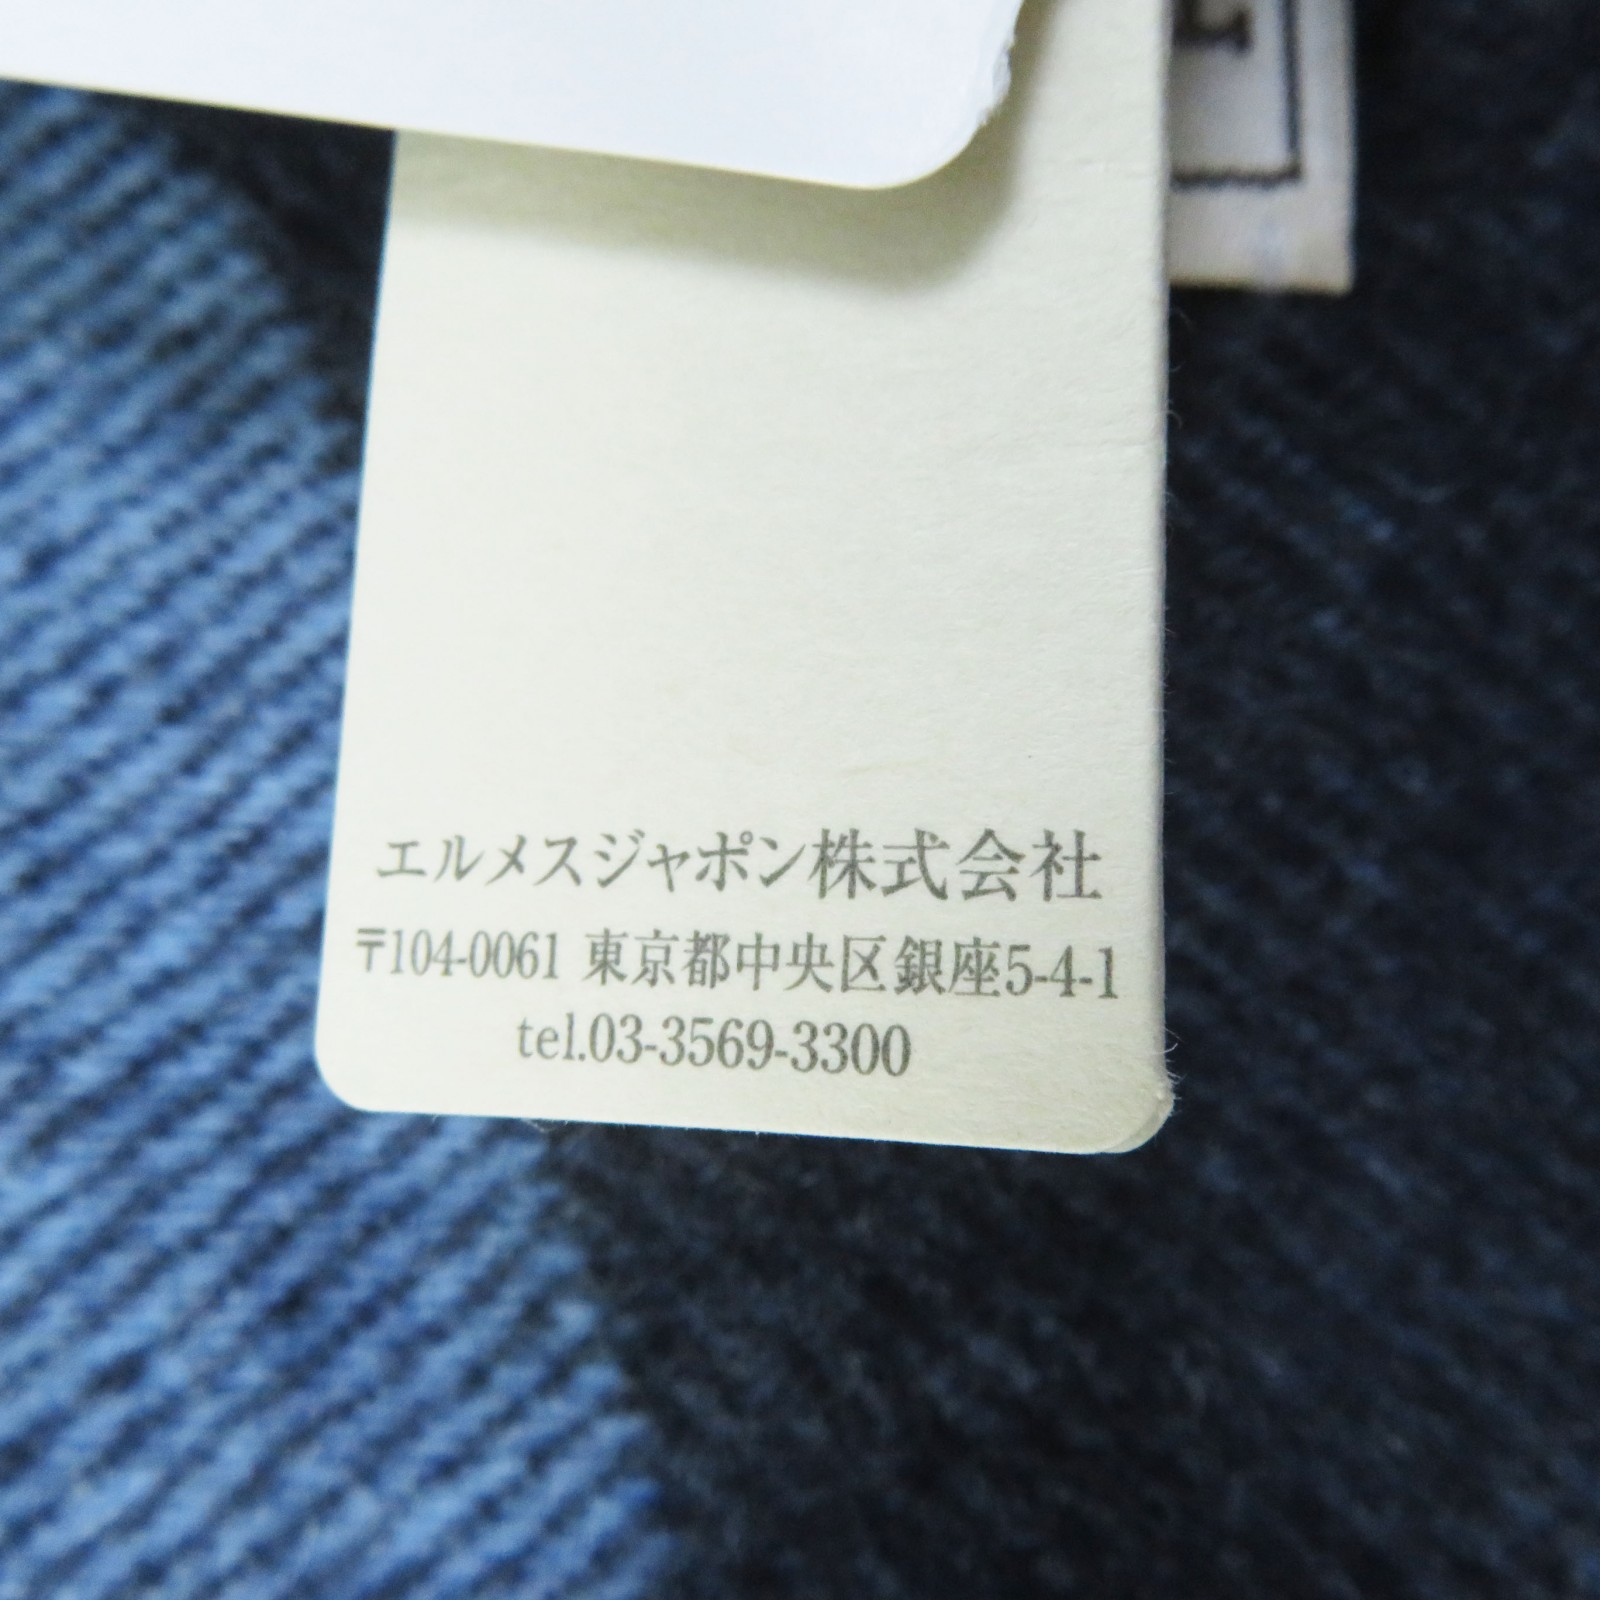 エルメスジャポン株式会社
〒104-0061 東京都中央区銀座5-4-1
tel.03-3569-3300